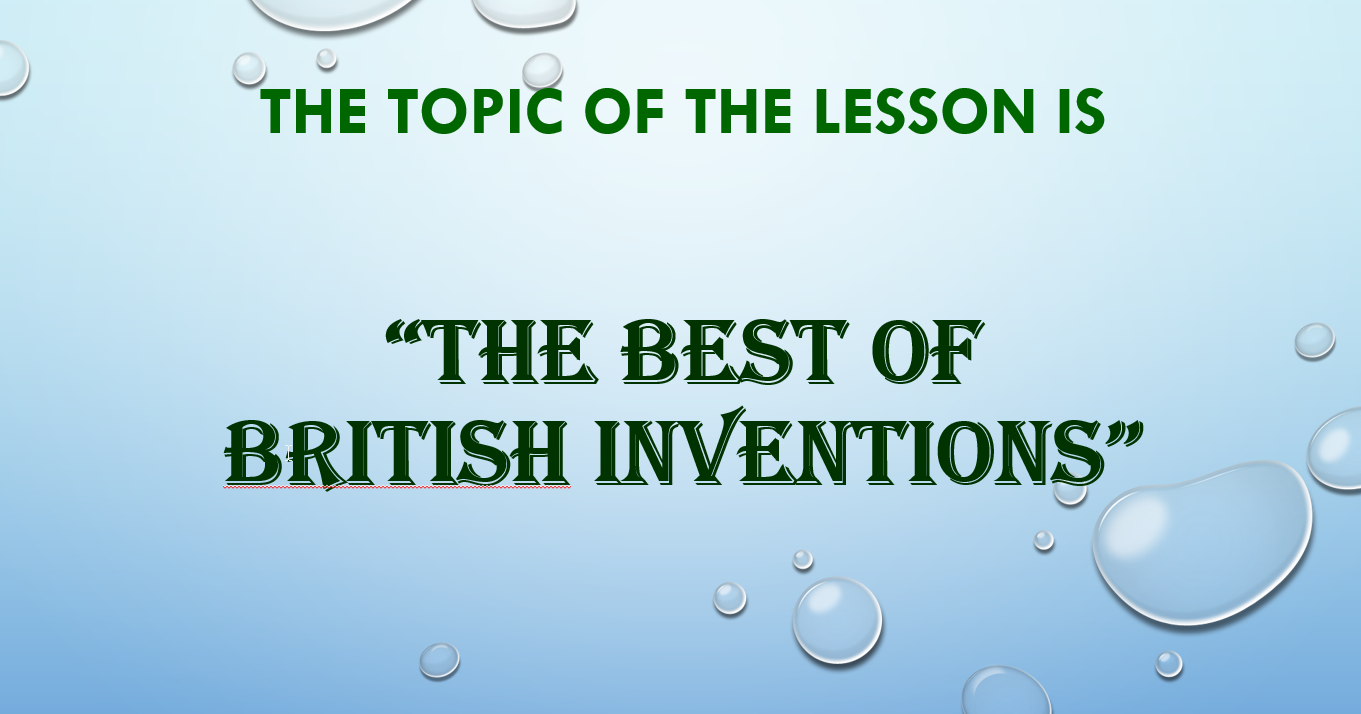 THE TOPIC OF THE LESSON IS
“THE BEST OF
BRITISH INVENTIONS”